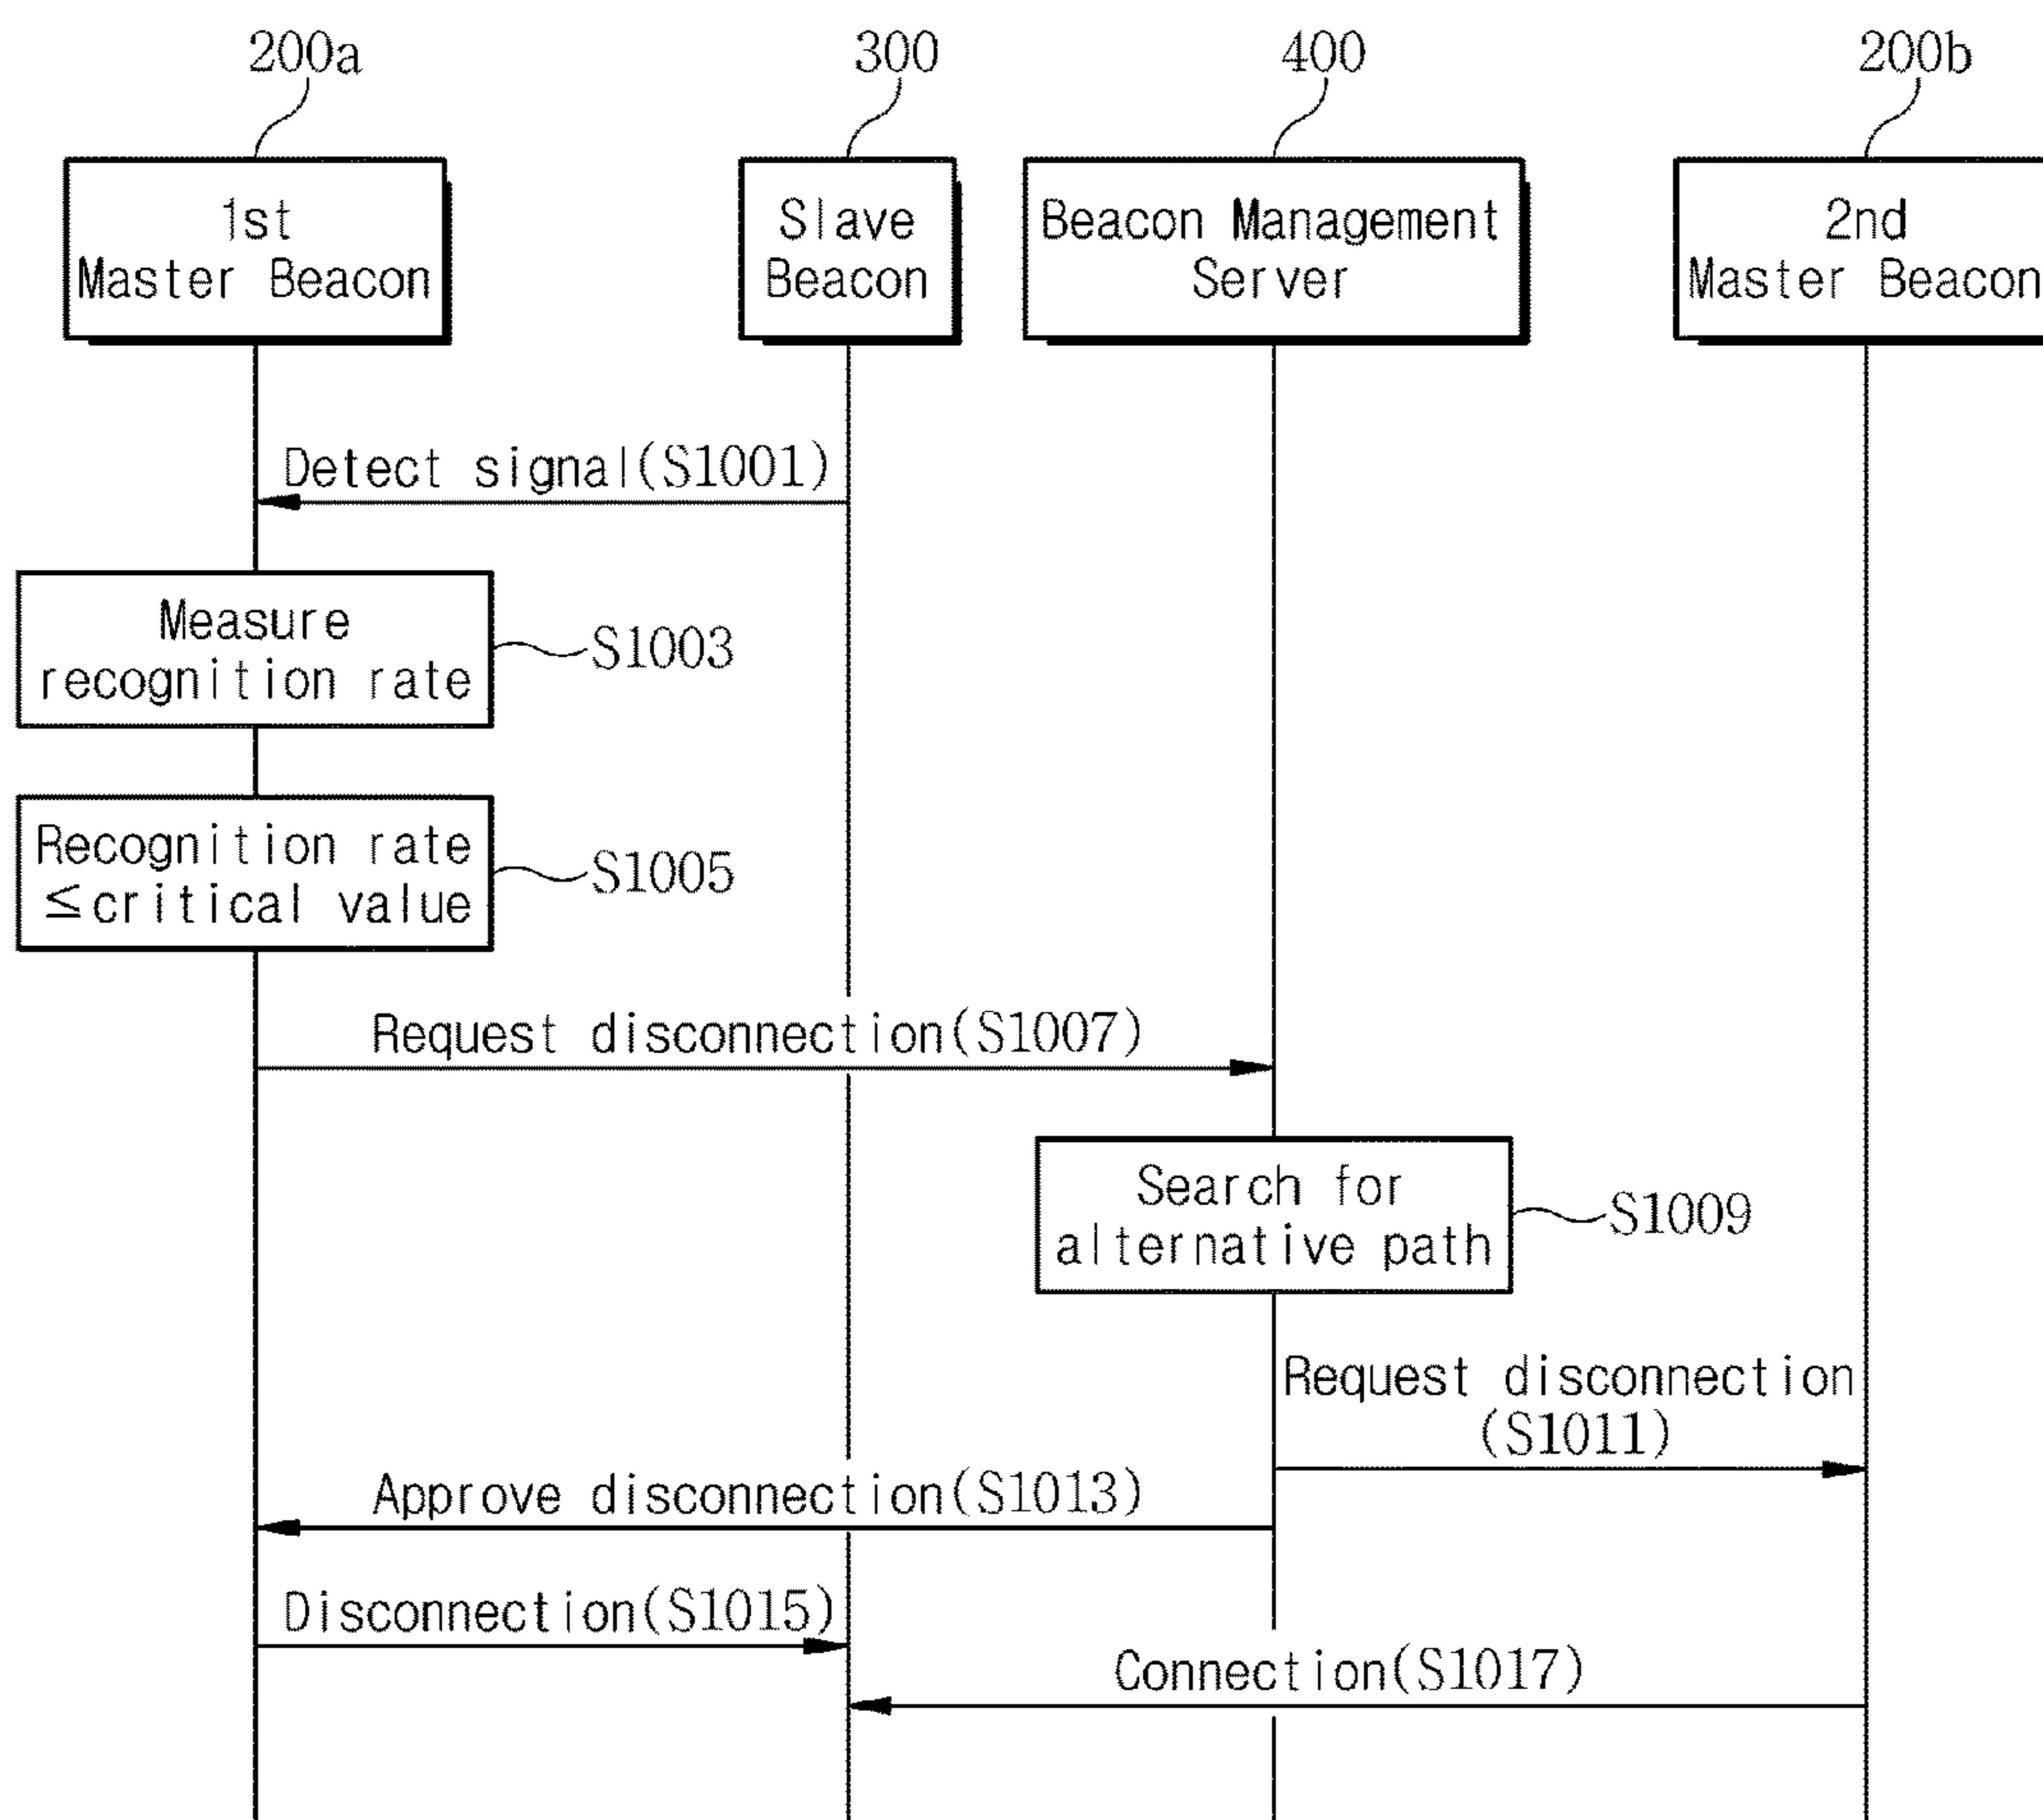 200a
300
400
200b
1st
Master Beacon
Slave
Beacon
Beacon Management
Server
2nd
Master Beacon
Detect signal(S1001)
Measure
recognition rate
S1003
Recognition rate
≤critical value
S1005
Request disconnection(S1007)
Search for
alternative path
S1009
Request disconnection
(S1011)
Approve disconnection(S1013)
Disconnection(S1015)
Connection(S1017)